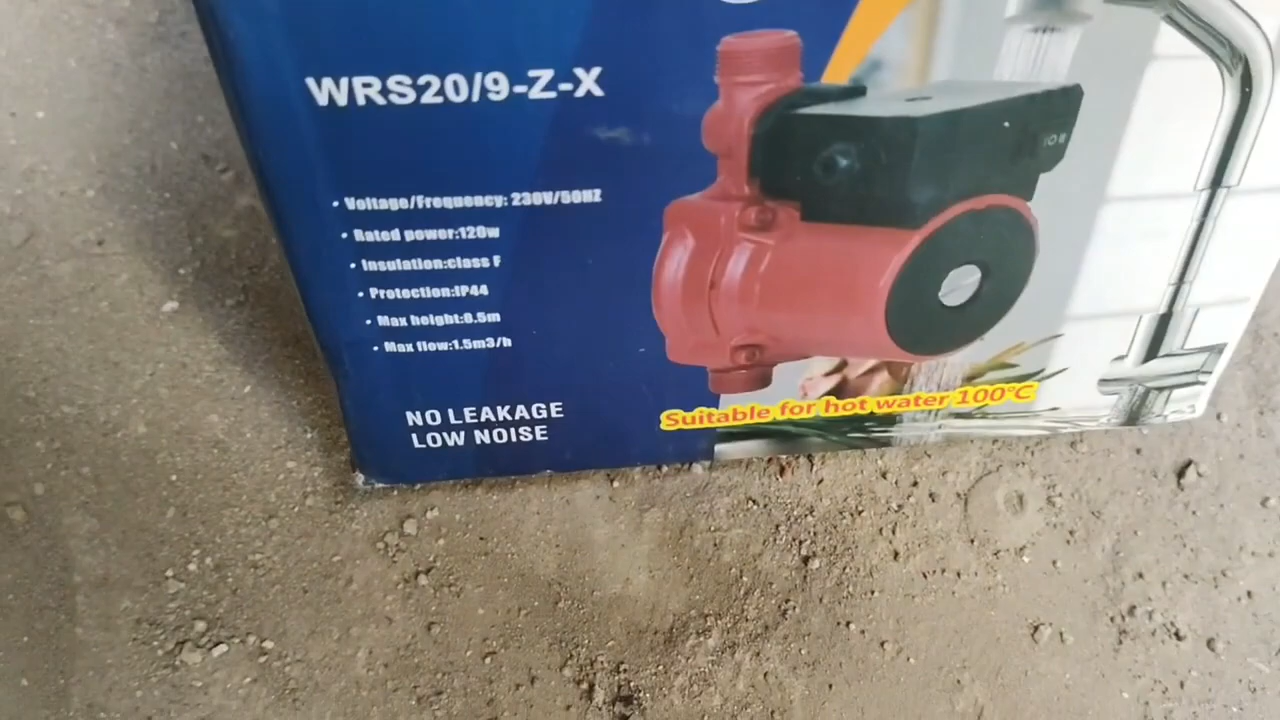 WRS20/9-Z-X
• Voltage/Frequency: 230V/50HZ
• Rated power:120w
• Insulation:class F
• Protection:IP44
• Max height:8.5m
• Max flow:1.5m3/h
NO LEAKAGE
LOW NOISE
Suitable for hot water 100°C